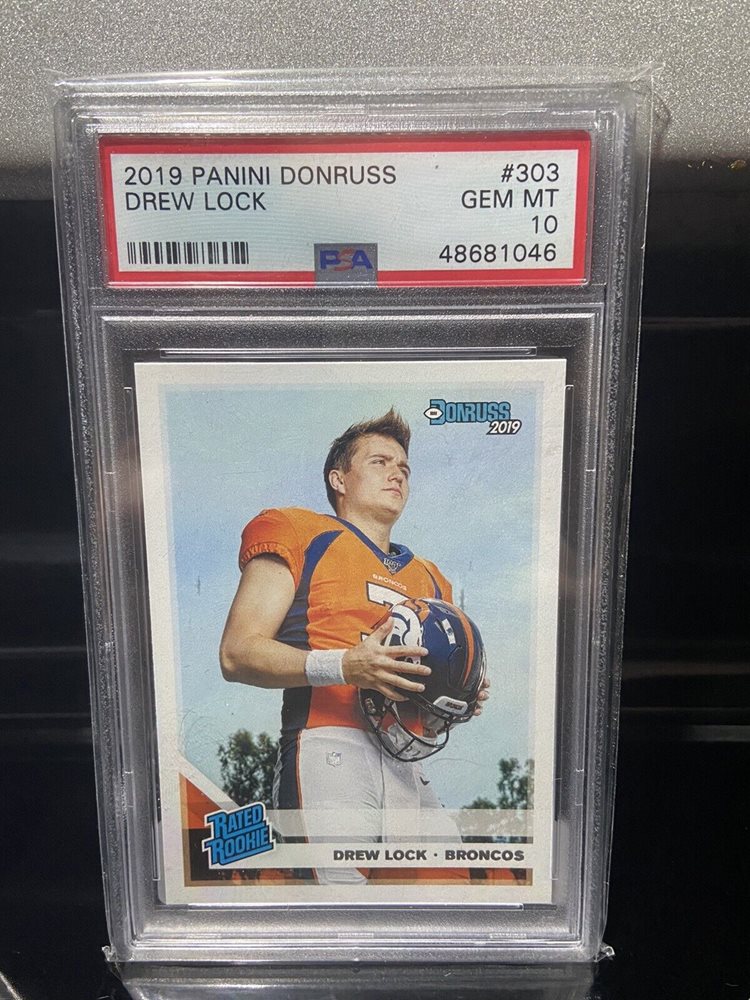 2019 PANINI DONRUSS #303
DREW LOCK GEM MT
10
48681046
PSA
DONRUSS
2019
BRONCOS
7
RATED
ROOKIE
DREW LOCK · BRONCOS